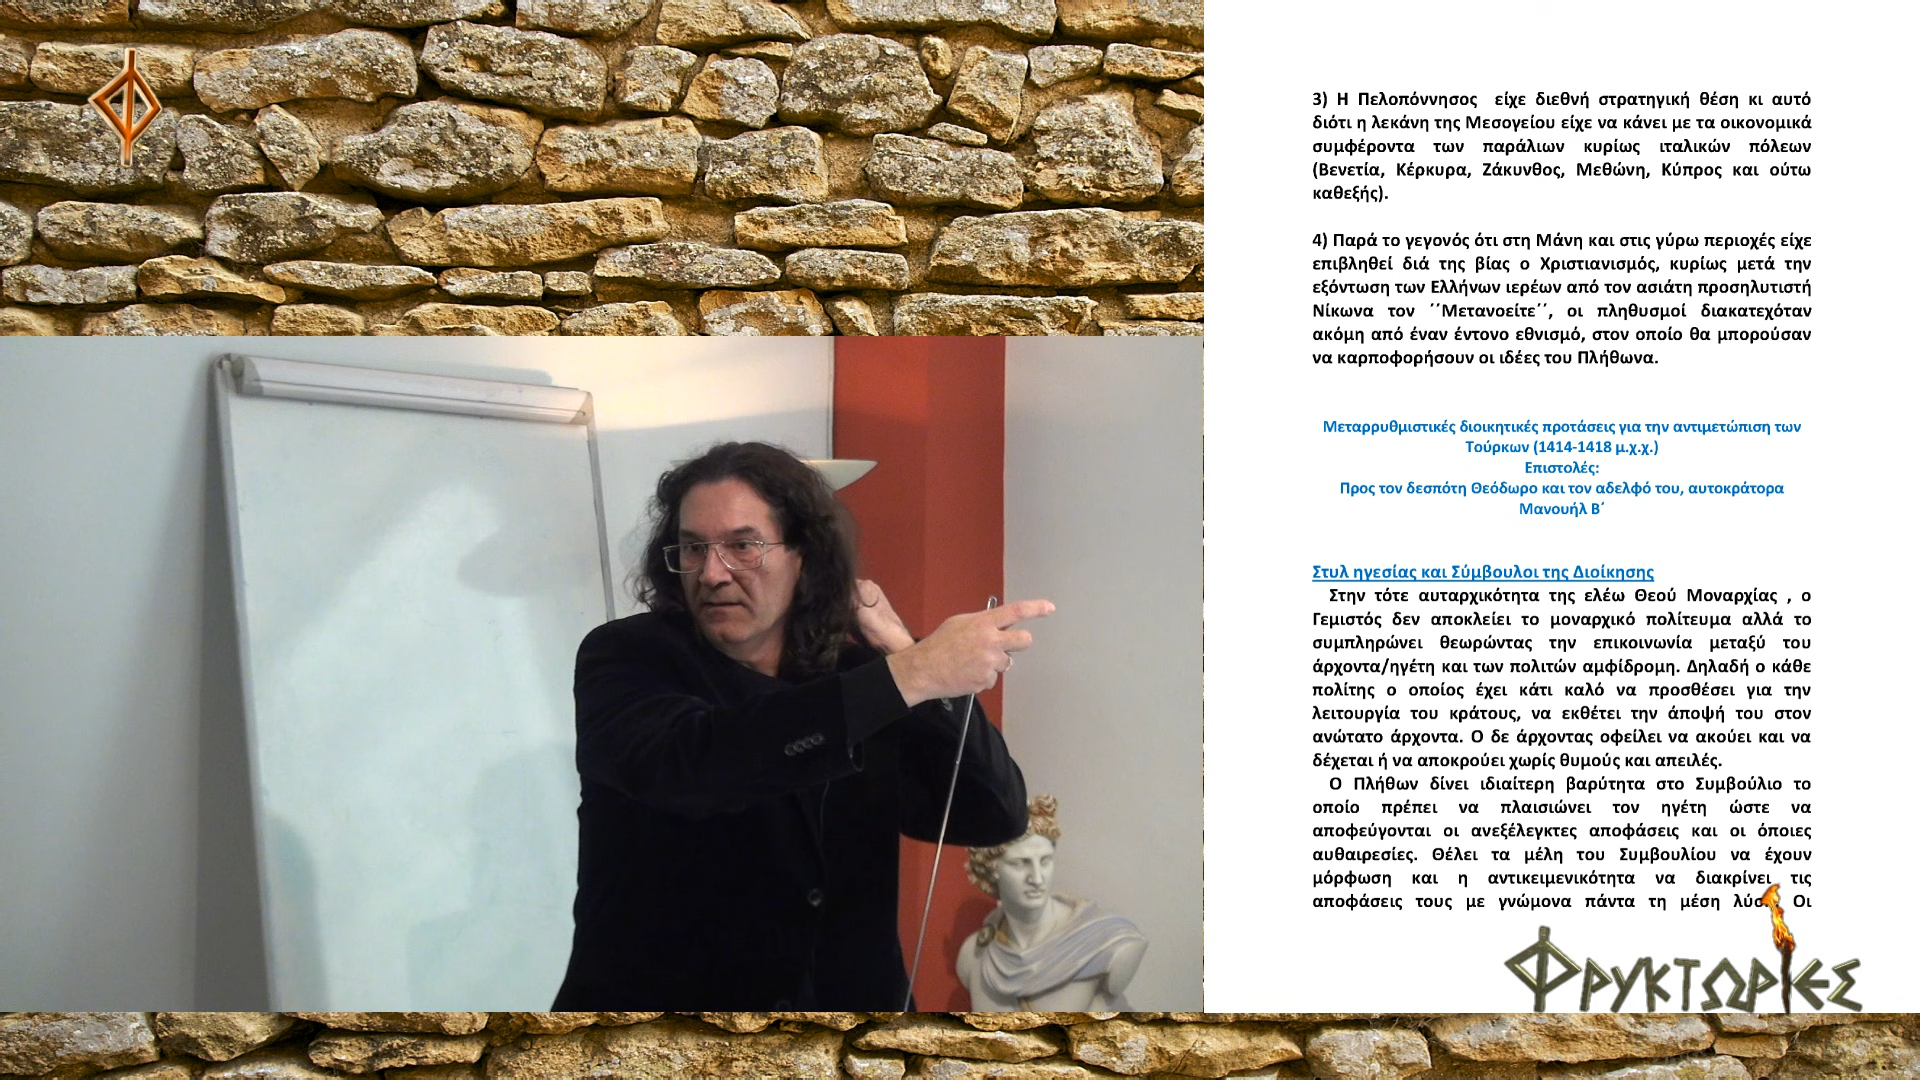 3) Η Πελοπόννησος είχε διεθνή στρατηγική θέση κι αυτό
διότι η λεκάνη της Μεσογείου είχε να κάνει με τα οικονομικά
συμφέροντα των παράλιων κυρίως ιταλικών πόλεων
(Βενετία, Κέρκυρα, Ζάκυνθος, Μεθώνη, Κύπρος και ούτω
καθεξής).
4) Παρά το γεγονός ότι στη Μάνη και στις γύρω περιοχές είχε
επιβληθεί διά της βίας ο Χριστιανισμός, κυρίως μετά την
εξόντωση των Ελλήνων ιερέων από τον ασιάτη προσηλυτιστή
Νίκωνα τον ΄΄Μετανοείτε΄΄, οι πληθυσμοί διακατεχόταν
ακόμη από έναν έντονο εθνισμό, στον οποίο θα μπορούσαν
να καρποφορήσουν οι ιδέες του Πλήθωνα.
Μεταρρυθμιστικές διοικητικές προτάσεις για την αντιμετώπιση των
Τούρκων (1414-1418 μ.χ.χ.)
Επιστολές:
Προς τον δεσπότη Θεόδωρο και τον αδελφό του, αυτοκράτορα
Μανουήλ Β΄
Στυλ ηγεσίας και Σύμβουλοι της Διοίκησης
Στην τότε αυταρχικότητα της ελέω Θεού Μοναρχίας , ο
Γεμιστός δεν αποκλείει το μοναρχικό πολίτευμα αλλά το
συμπληρώνει θεωρώντας την επικοινωνία μεταξύ του
άρχοντα/ηγέτη και των πολιτών αμφίδρομη. Δηλαδή ο κάθε
πολίτης ο οποίος έχει κάτι καλό να προσθέσει για την
λειτουργία του κράτους, να εκθέτει την άποψή του στον
ανώτατο άρχοντα. Ο δε άρχοντας οφείλει να ακούει και να
δέχεται ή να αποκρούει χωρίς θυμούς και απειλές.
Ο Πλήθων δίνει ιδιαίτερη βαρύτητα στο Συμβούλιο το
οποίο πρέπει να πλαισιώνει τον ηγέτη ώστε να
αποφεύγονται οι ανεξέλεγκτες αποφάσεις και οι όποιες
αυθαιρεσίες. Θέλει τα μέλη του Συμβουλίου να έχουν
μόρφωση και η αντικειμενικότητα να διακρίνει τις
αποφάσεις τους με γνώμονα πάντα τη μέση Οι
ΦΡΥΚΤΩΡΙΕΣ